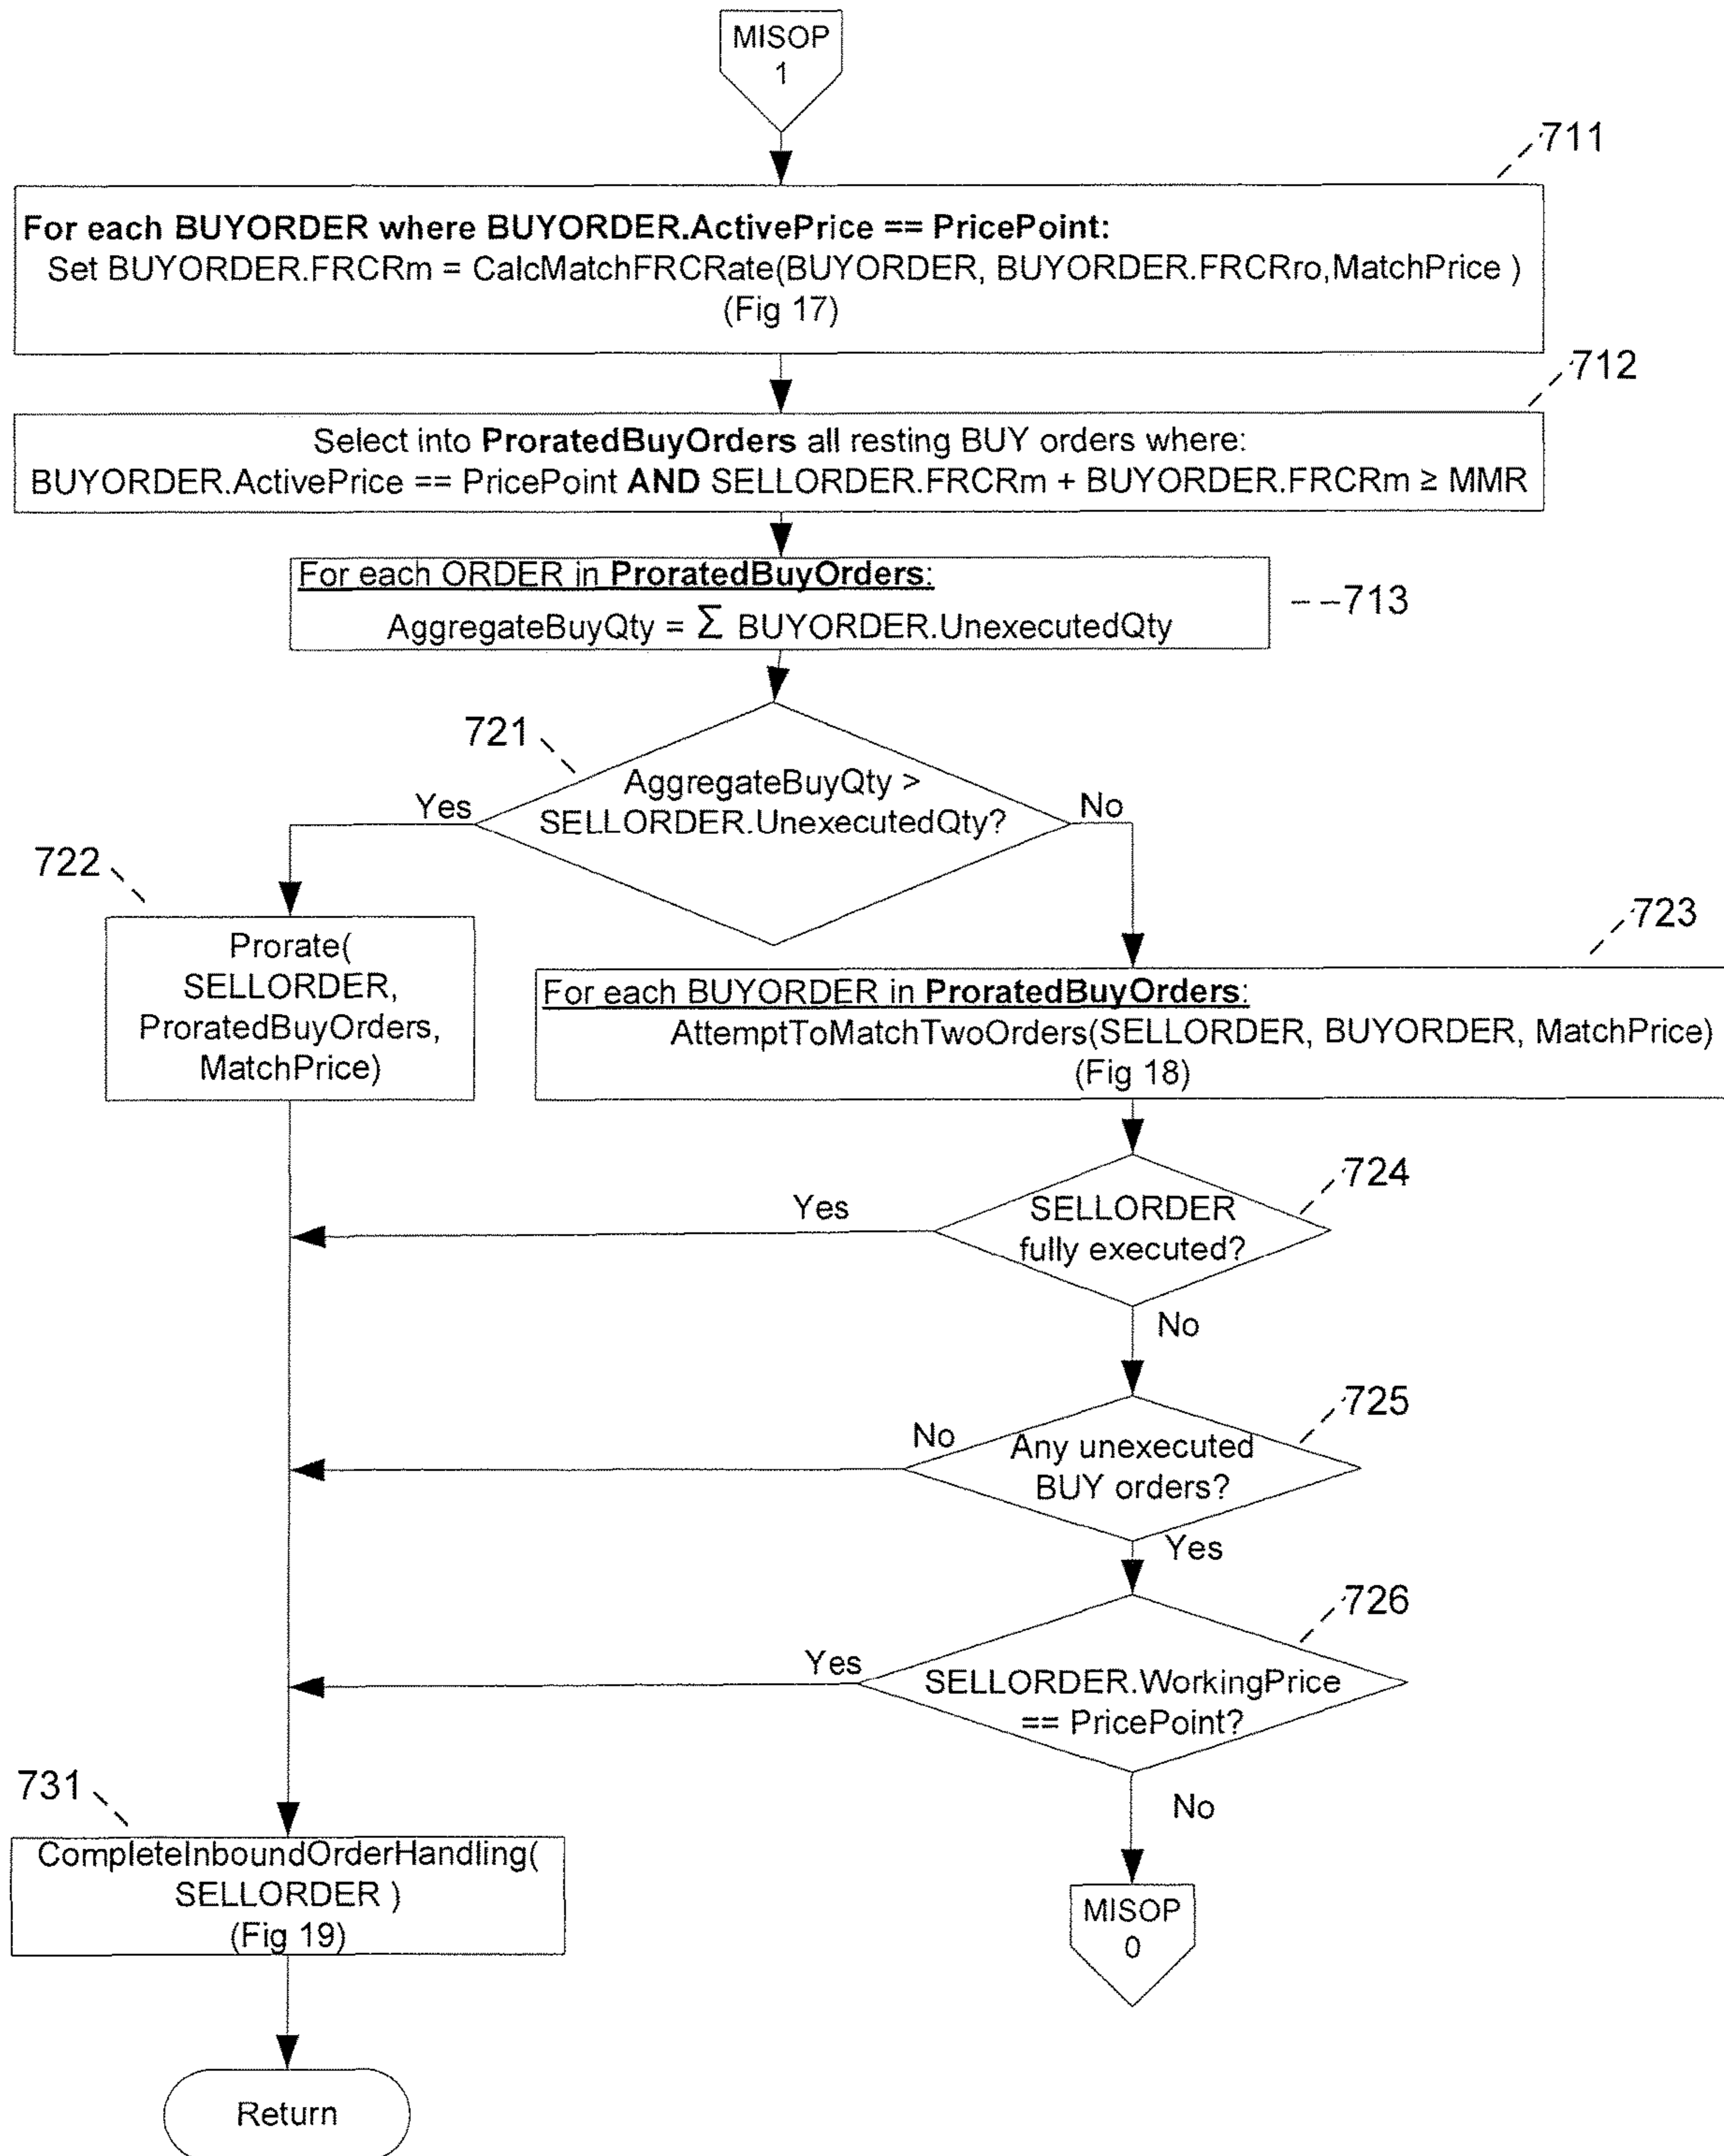 MISOP
1
711
For each BUYORDER where BUYORDER.ActivePrice == PricePoint:
Set BUYORDER.FRCRm = CalcMatchFRCRate(BUYORDER, BUYORDER.FRCRro,MatchPrice )
(Fig 17)
712
Select into ProratedBuyOrders all resting BUY orders where:
BUYORDER.ActivePrice == PricePoint AND SELLORDER.FRCRm + BUYORDER.FRCRm ≥ MMR
For each ORDER in ProratedBuyOrders:
AggregateBuyQty = Σ BUYORDER.UnexecutedQty
713
721
AggregateBuyQty >
SELLORDER.UnexecutedQty?
Yes
No
722
Prorate(
SELLORDER,
ProratedBuyOrders,
MatchPrice)
723
For each BUYORDER in ProratedBuyOrders:
AttemptToMatchTwoOrders(SELLORDER, BUYORDER, MatchPrice)
(Fig 18)
724
SELLORDER
fully executed?
Yes
No
725
Any unexecuted
BUY orders?
No
Yes
726
SELLORDER.WorkingPrice
== PricePoint?
Yes
No
731
CompleteInboundOrderHandling(
SELLORDER )
(Fig 19)
MISOP
0
Return